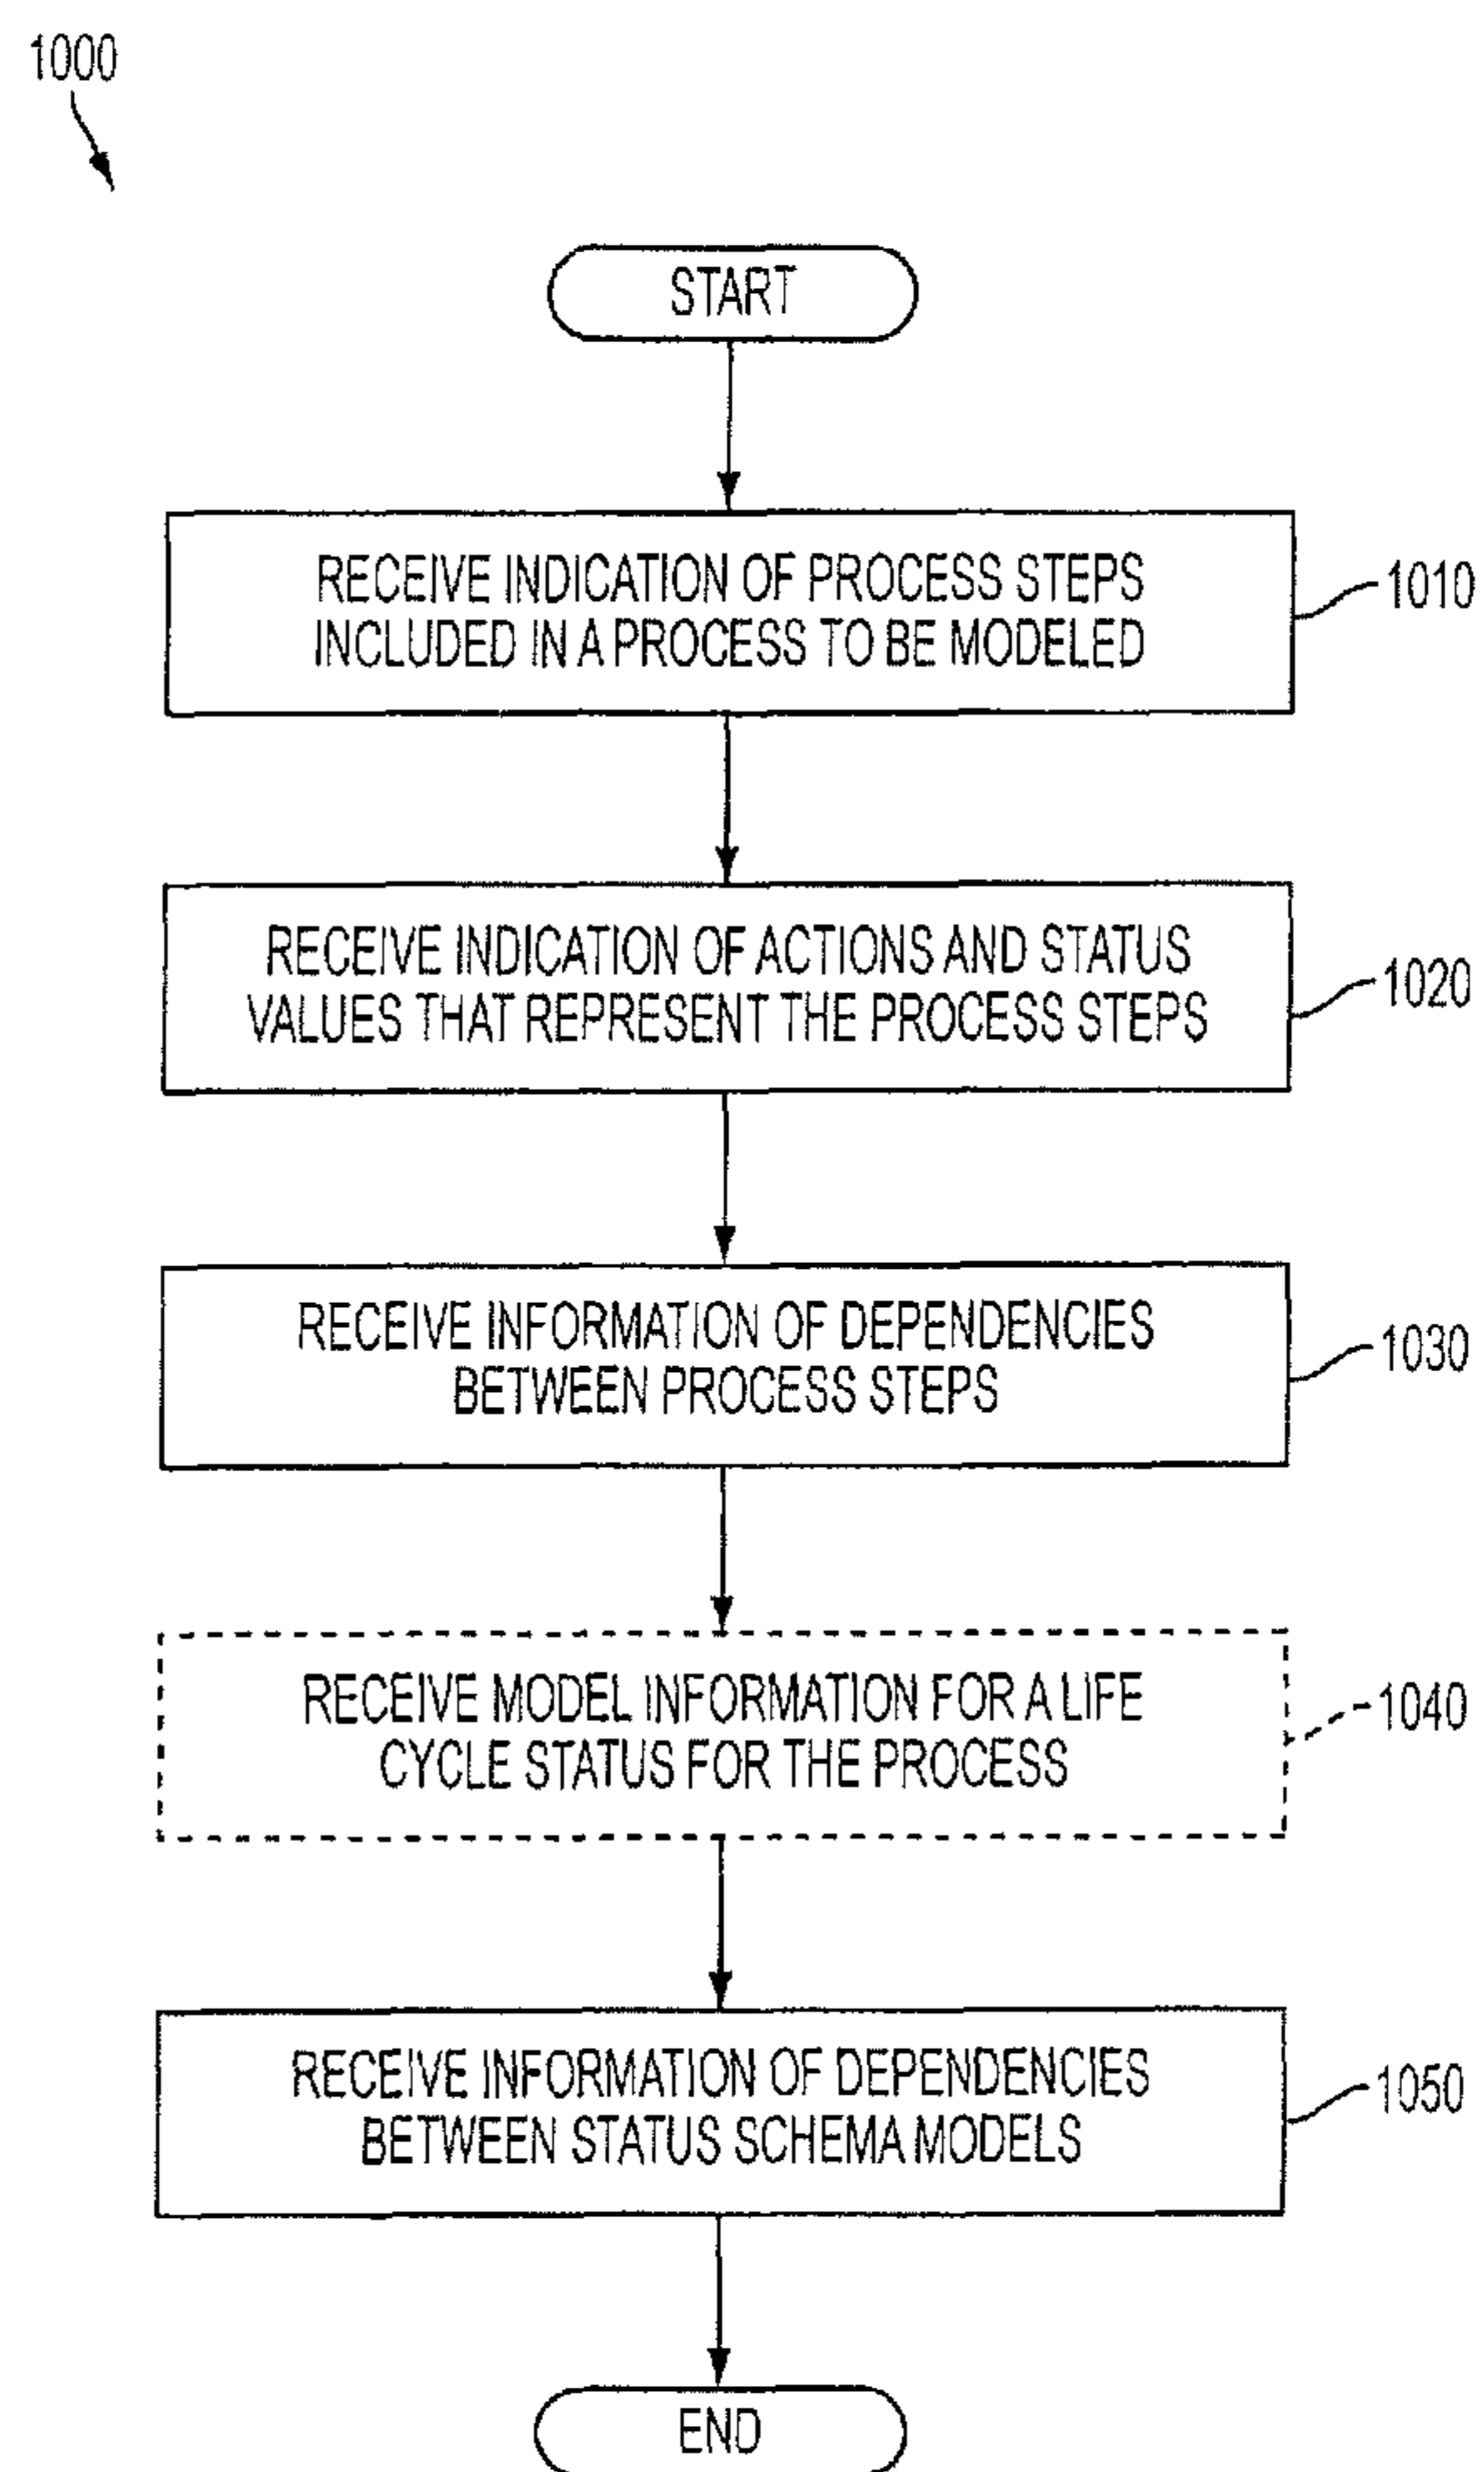 1000
START
RECEIVE INDICATION OF PROCESS STEPS
INCLUDED IN A PROCESS TO BE MODELED
1010
RECEIVE INDICATION OF ACTIONS AND STATUS
VALUES THAT REPRESENT THE PROCESS STEPS
1020
RECEIVE INFORMATION OF DEPENDENCIES
BETWEEN PROCESS STEPS
1030
RECEIVE MODEL INFORMATION FOR A LIFE
CYCLE STATUS FOR THE PROCESS
1040
RECEIVE INFORMATION OF DEPENDENCIES
BETWEEN STATUS SCHEMA MODELS
1050
END